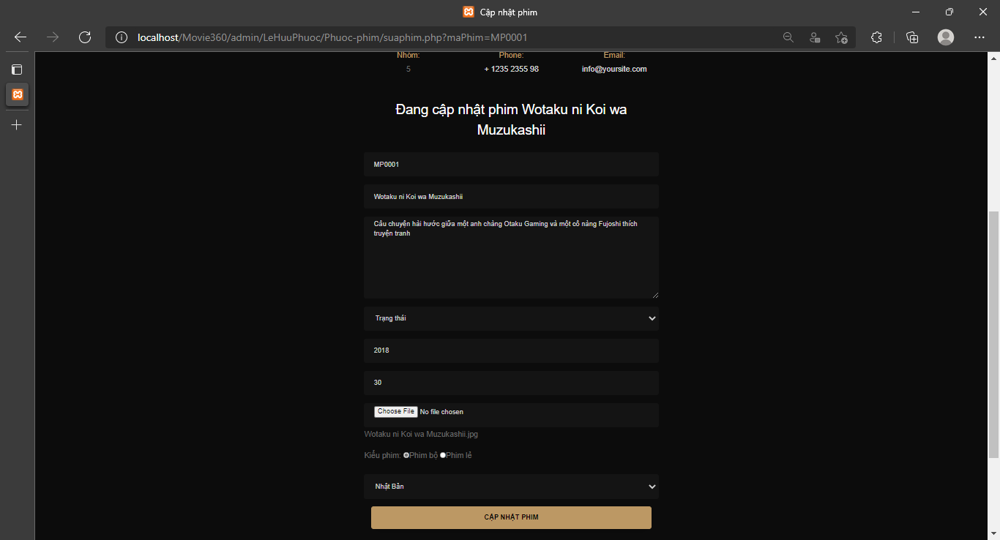 Cập nhật phim
localhost/Movie360/admin/LeHuuPhuoc/Phuoc-phim/suaphim.php?maPhim=MP0001
Nhóm: Phone: Email:
5 + 1235 2355 98 info@yoursite.com
Đang cập nhật phim Wotaku ni Koi wa
Muzukashii
MP0001
Wotaku ni Koi wa Muzukashii
Câu chuyện hài hước giữa một anh chàng Otaku Gaming và một cô nàng Fujoshi thích
truyện tranh
Trạng thái
2018
30
Choose File No file chosen
Wotaku ni Koi wa Muzukashii.jpg
Kiểu phim: Phim bộ Phim lẻ
Nhật Bản
CẬP NHẬT PHIM